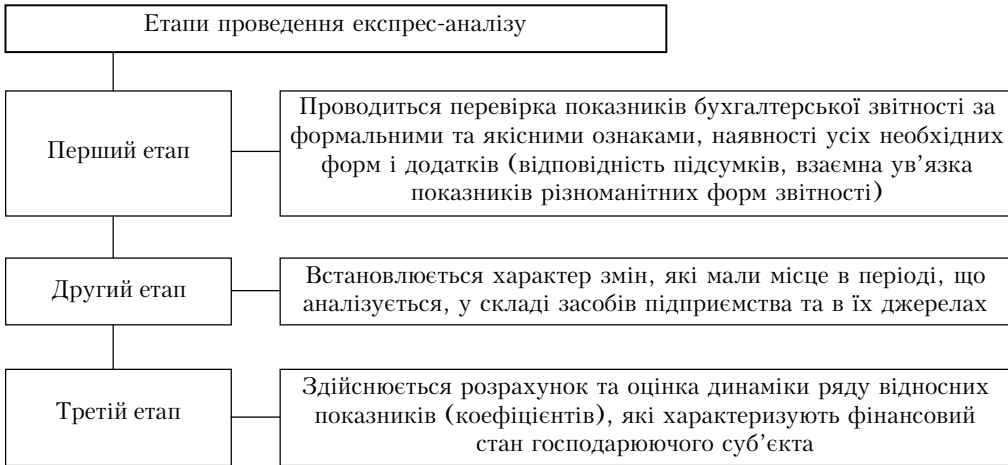 Етапи проведення експрес-аналізу
Перший етап
Проводиться перевірка показників бухгалтерської звітності за
формальними та якісними ознаками, наявності усіх необхідних
форм і додатків (відповідність підсумків, взаємна ув’язка
показників різноманітних форм звітності)
Другий етап
Встановлюється характер змін, які мали місце в періоді, що
аналізується, у складі засобів підприємства та в їх джерелах
Третій етап
Здійснюється розрахунок та оцінка динаміки ряду відносних
показників (коефіцієнтів), які характеризують фінансовий
стан господарюючого суб’єкта